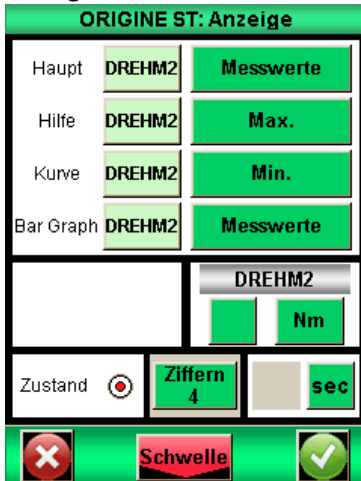 ORIGINE ST: Anzeige
Haupt DREHM2 Messwerte
Hilfe DREHM2 Max.
Kurve DREHM2 Min.
Bar Graph DREHM2 Messwerte
DREHM2
Nm
Zustand Ziffern 4 sec
Schwelle